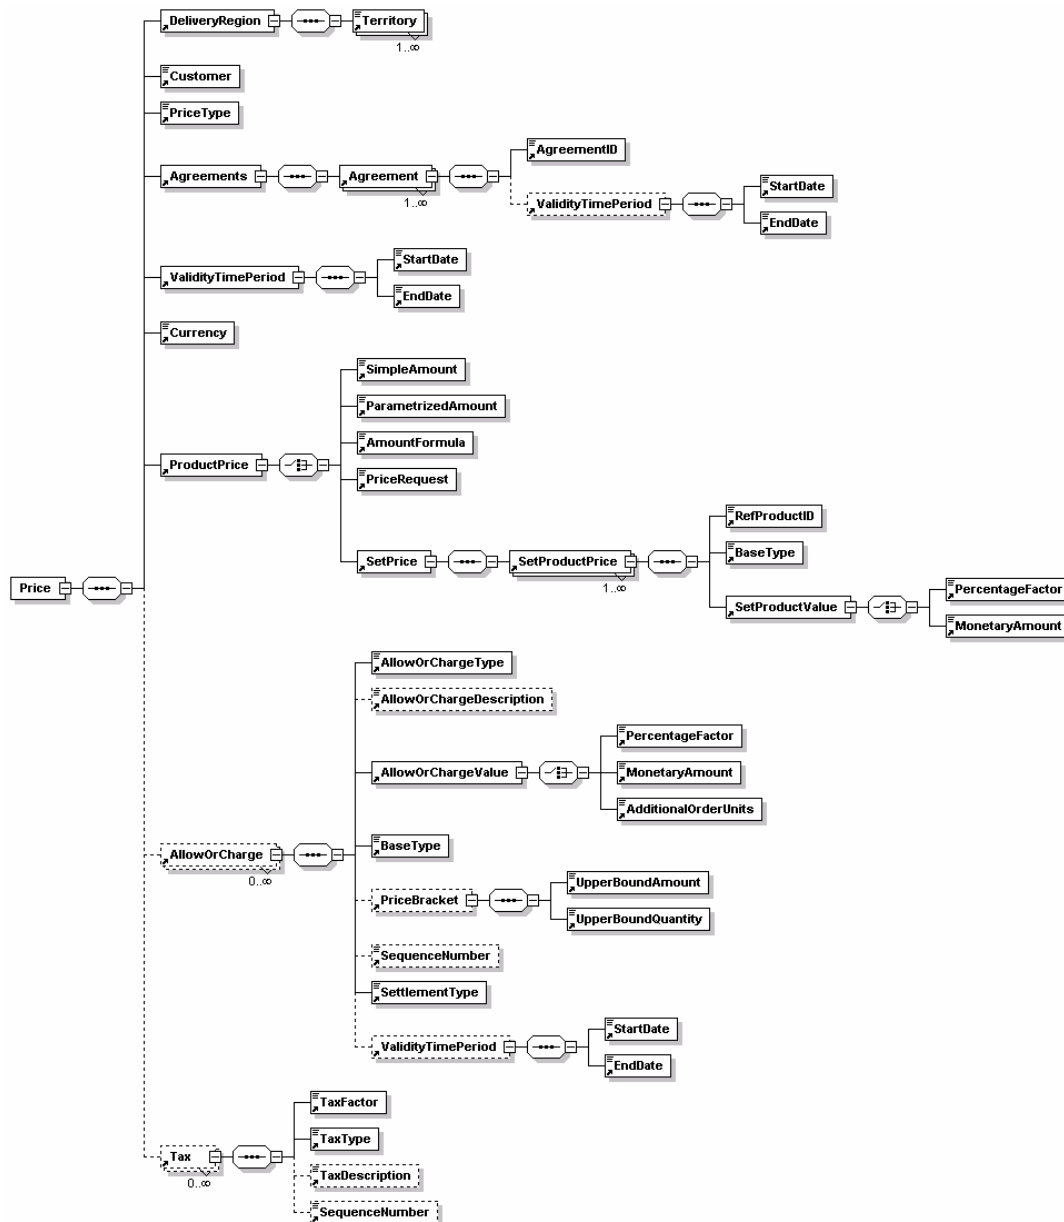 DeliveryRegion
Territory
1..∞
Customer
PriceType
AgreementID
Agreements
Agreement
1..∞
StartDate
ValidityTimePeriod
EndDate
StartDate
ValidityTimePeriod
EndDate
Currency
SimpleAmount
ParametrizedAmount
AmountFormula
ProductPrice
PriceRequest
RefProductID
BaseType
SetPrice
SetProductPrice
1..∞
Price
PercentageFactor
SetProductValue
MonetaryAmount
AllowOrChargeType
AllowOrChargeDescription
PercentageFactor
AllowOrChargeValue
MonetaryAmount
AdditionalOrderUnits
BaseType
AllowOrCharge
0..∞
UpperBoundAmount
PriceBracket
UpperBoundQuantity
SequenceNumber
SettlementType
StartDate
ValidityTimePeriod
EndDate
TaxFactor
TaxType
Tax
0..∞
TaxDescription
SequenceNumber